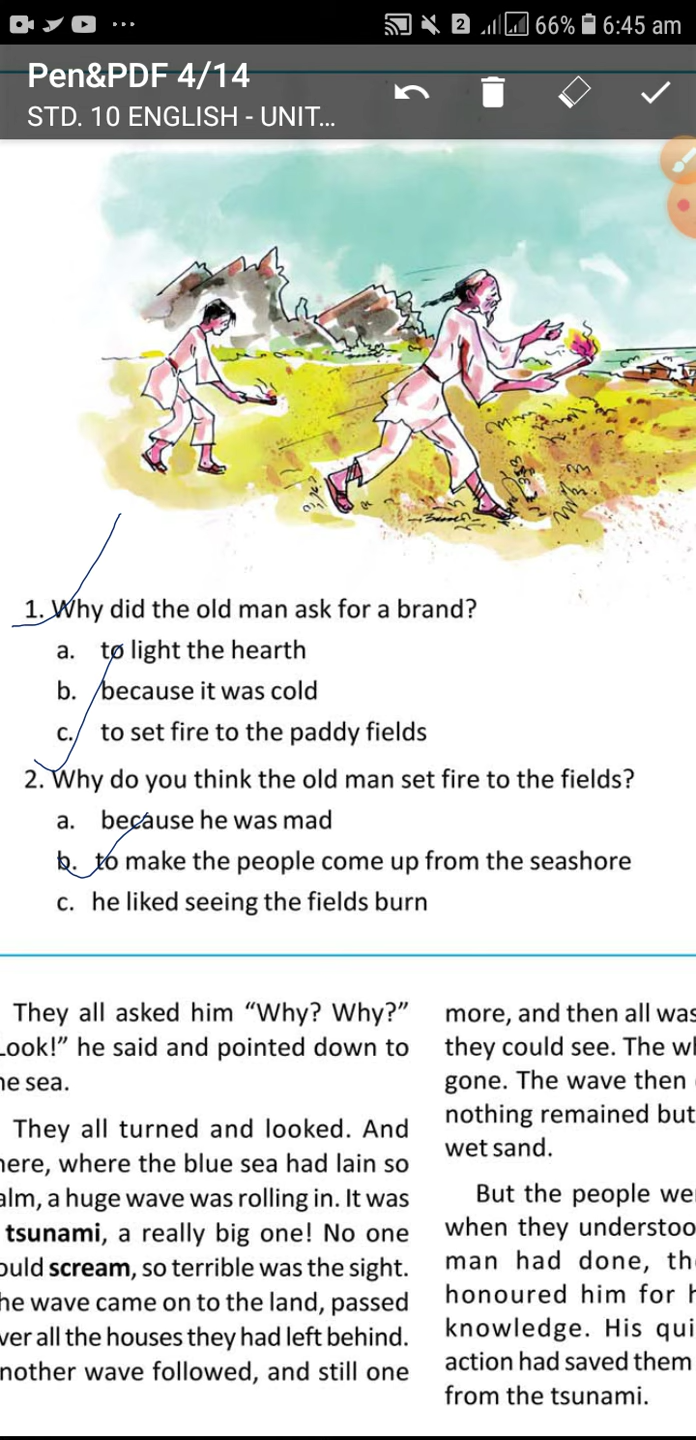 2 66% 6:45 am
Pen&PDF 4/14
STD. 10 ENGLISH - UNIT...
1. Why did the old man ask for a brand?
a. to light the hearth
b. because it was cold
c. to set fire to the paddy fields
2. Why do you think the old man set fire to the fields?
a. because he was mad
b. to make the people come up from the seashore
c. he liked seeing the fields burn
They all asked him “Why? Why?”
Look!” he said and pointed down to
he sea.
They all turned and looked. And
here, where the blue sea had lain so
alm, a huge wave was rolling in. It was
tsunami, a really big one! No one
ould scream, so terrible was the sight.
he wave came on to the land, passed
ver all the houses they had left behind.
nother wave followed, and still one
more, and then all was
they could see. The wh
gone. The wave then
nothing remained but
wet sand.
But the people wer
when they understoo
man had done, the
honoured him for h
knowledge. His qui
action had saved them
from the tsunami.